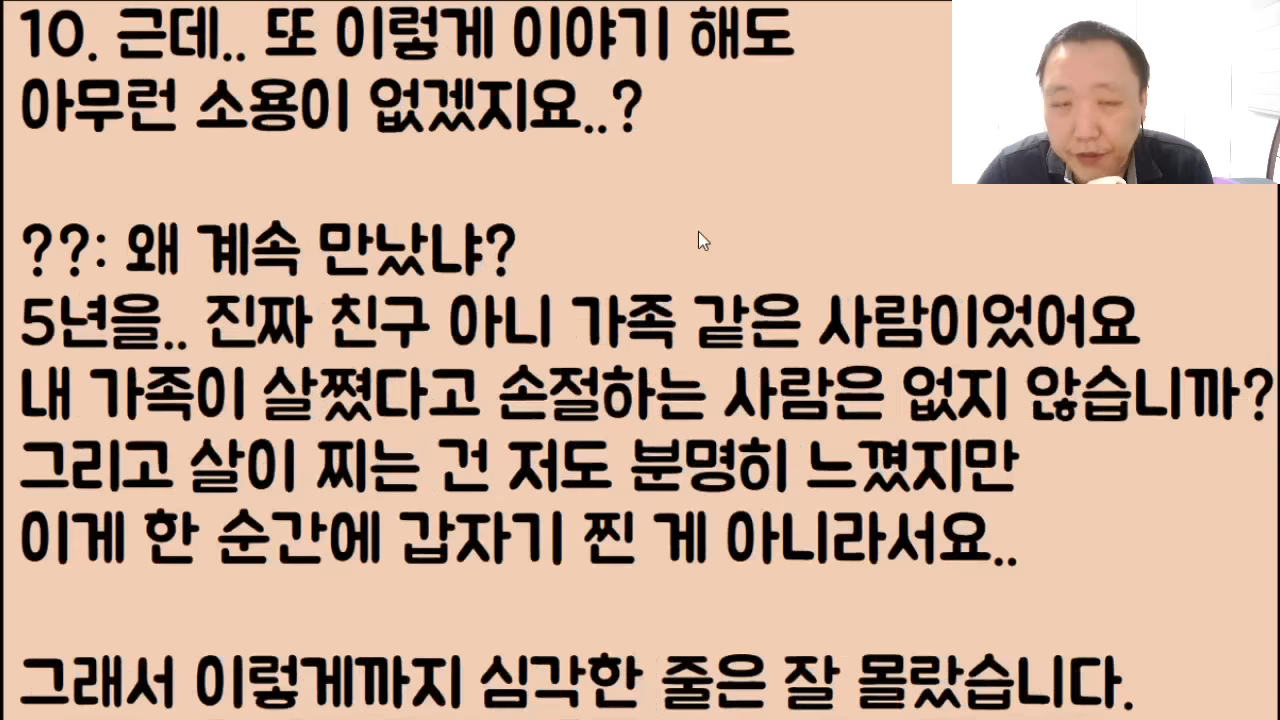 10. 근데.. 또 이렇게 이야기 해도
아무런 소용이 없겠지요..?
??: 왜 계속 만났냐?
5년을.. 진짜 친구 아니 가족 같은 사람이었어요
내 가족이 살쪘다고 손절하는 사람은 없지 않습니까?
그리고 살이 찌는 건 저도 분명히 느꼈지만
이게 한 순간에 갑자기 찐 게 아니라서요..
그래서 이렇게까지 심각한 줄은 잘 몰랐습니다.